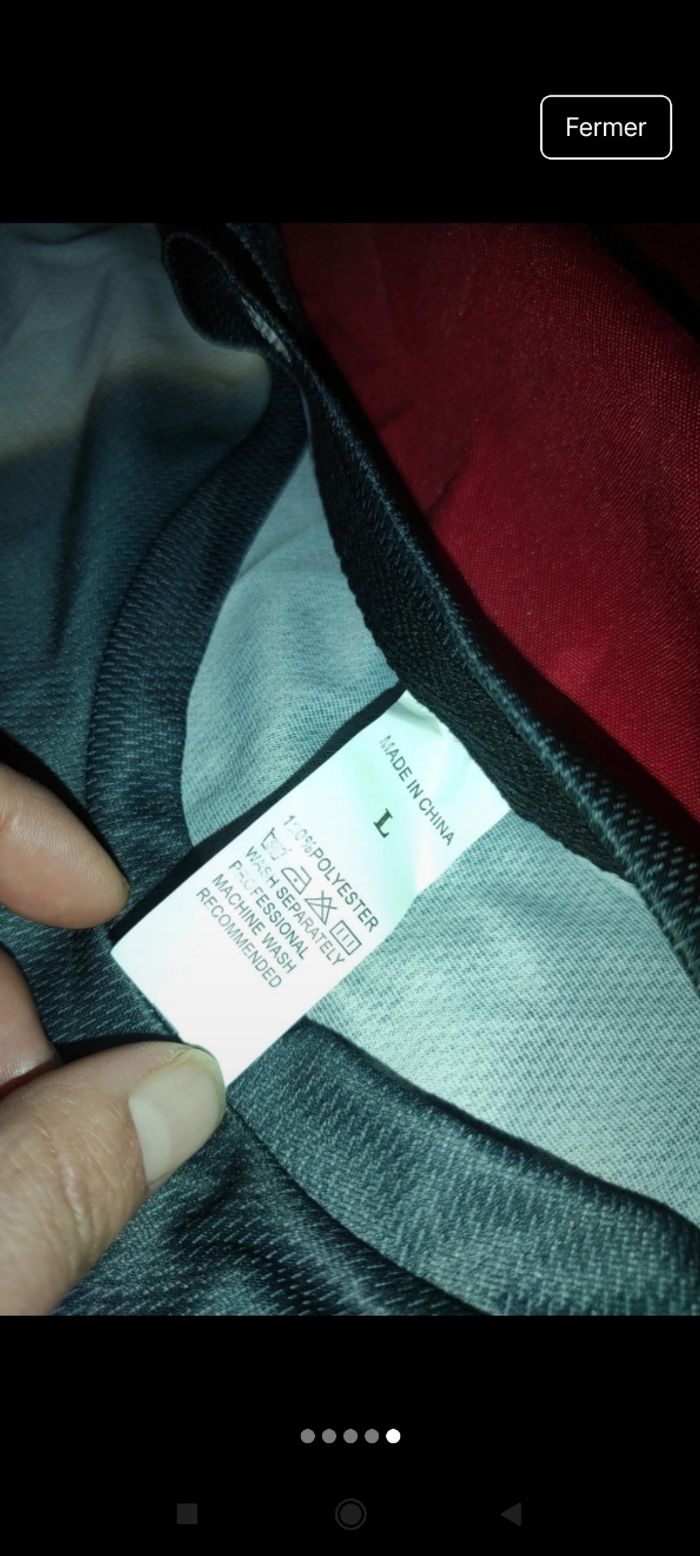 Fermer
MADE IN CHINA
L
100%POLYESTER
WASH SEPARATELY
PROFESSIONAL
MACHINE WASH
RECOMMENDED